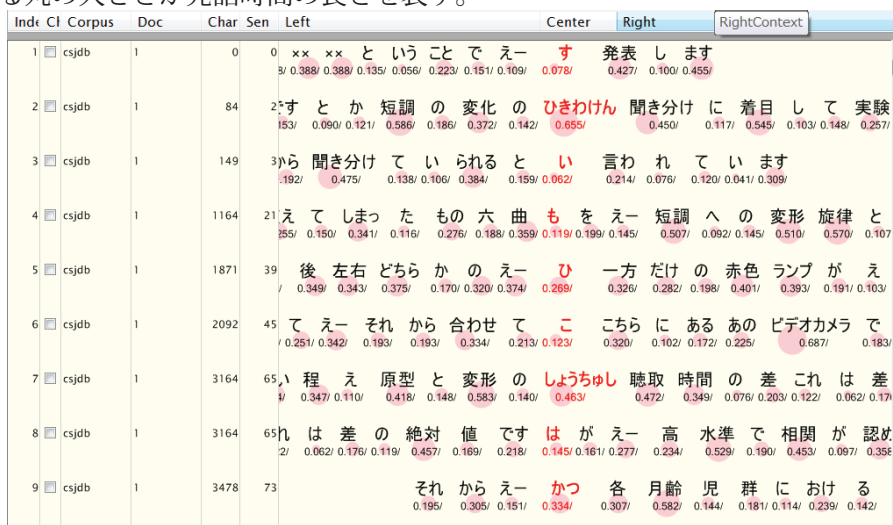 る丸の大きさが発話時間の長さを表す。
Inde Cl Corpus Doc Char Sen Left Center Right RightContext
1 csjdb 1 0 0 ×× ×× と いう こと で えー す 発表 し ます
8/ 0.388/ 0.388/ 0.135/ 0.056/ 0.223/ 0.151/ 0.109/ 0.078/ 0.427/ 0.100/ 0.455/
2 csjdb 1 84 2 です と か 短調 の 変化 の ひきわけん 聞き分け に 着目 し て 実験
153/ 0.090/ 0.121/ 0.586/ 0.186/ 0.372/ 0.142/ 0.655/ 0.450/ 0.117/ 0.545/ 0.103/ 0.148/ 0.257/
3 csjdb 1 149 3 から 聞き分け て い られる と い 言わ れ て い ます
.192/ 0.475/ 0.138/ 0.106/ 0.384/ 0.159/ 0.062/ 0.214/ 0.076/ 0.120/ 0.041/ 0.309/
4 csjdb 1 1164 21 え て しまっ た もの 六 曲 も を えー 短調 へ の 変形 旋律 と
255/ 0.150/ 0.341/ 0.116/ 0.276/ 0.188/ 0.359/ 0.119/ 0.199/ 0.145/ 0.507/ 0.092/ 0.145/ 0.510/ 0.570/ 0.107
5 csjdb 1 1871 39 後 左右 どちら か の えー ひ 一方 だけ の 赤色 ランプ が え
/ 0.349/ 0.343/ 0.375/ 0.170/ 0.320/ 0.374/ 0.269/ 0.326/ 0.282/ 0.198/ 0.401/ 0.393/ 0.191/ 0.103/
6 csjdb 1 2092 45 て えー それ から 合わせ て こ こちら に ある あの ビデオカメラ で
/ 0.251/ 0.342/ 0.193/ 0.193/ 0.334/ 0.213/ 0.123/ 0.320/ 0.102/ 0.172/ 0.225/ 0.687/ 0.183/
7 csjdb 1 3164 65 い 程 え 原型 と 変形 の しょうちゅし 聴取 時間 の 差 これ は 差
4/ 0.347/ 0.110/ 0.418/ 0.148/ 0.583/ 0.140/ 0.463/ 0.472/ 0.349/ 0.076/ 0.203/ 0.122/ 0.062/ 0.17
8 csjdb 1 3164 65 れ は 差 の 絶対 値 です は が えー 高 水準 で 相関 が 認め
2/ 0.062/ 0.176/ 0.119/ 0.457/ 0.169/ 0.218/ 0.145/ 0.161/ 0.277/ 0.234/ 0.529/ 0.190/ 0.453/ 0.097/ 0.358
9 csjdb 1 3478 73 それ から えー かつ 各 月齢 児 群 に おけ る
0.195/ 0.305/ 0.151/ 0.334/ 0.307/ 0.582/ 0.144/ 0.181/ 0.114/ 0.239/ 0.142/